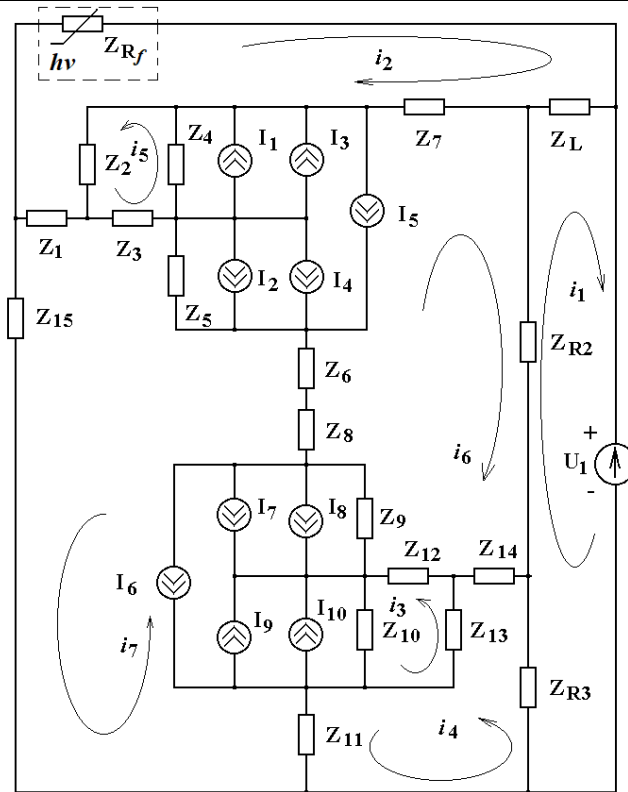 hν
Z_Rf
i₂
Z₄
I₁
I₃
Z₇
Z_L
Z₂
i₅
I₅
Z₁
Z₃
I₂
I₄
Z₅
i₁
Z₁₅
Z_R2
Z₆
Z₈
i₆
+
U₁
-
I₇
I₈
Z₉
Z₁₂
Z₁₄
I₆
I₉
I₁₀
Z₁₀
i₃
Z₁₃
i₇
Z_R3
Z₁₁
i₄